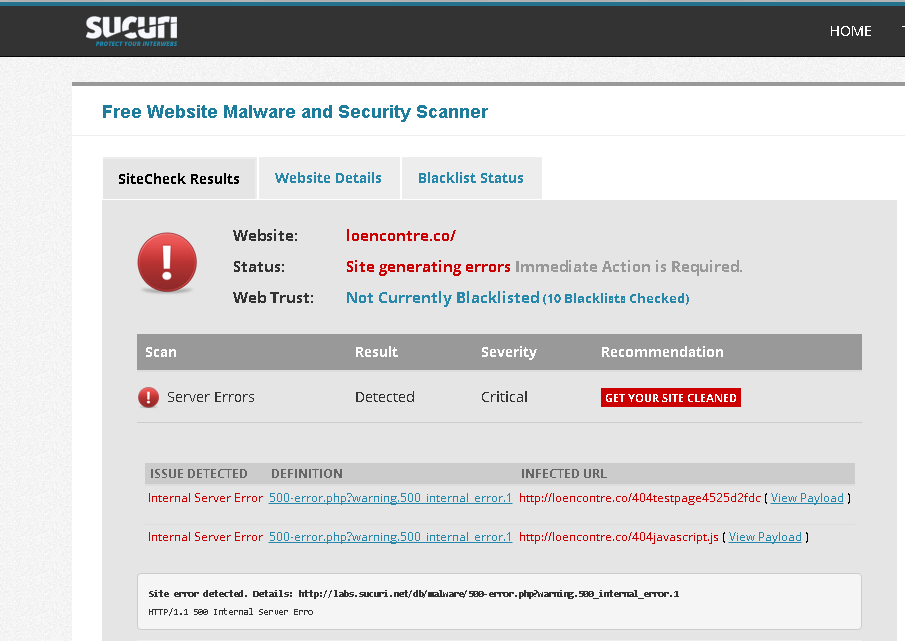 sucuri
PROTECT YOUR INTERWEBS
HOME
Free Website Malware and Security Scanner
SiteCheck Results Website Details Blacklist Status
Website: loencontre.co/
Status: Site generating errors Immediate Action is Required.
Web Trust: Not Currently Blacklisted (10 Blacklists Checked)
Scan Result Severity Recommendation
Server Errors Detected Critical GET YOUR SITE CLEANED
ISSUE DETECTED DEFINITION INFECTED URL
Internal Server Error 500-error.php?warning.500_internal_error.1 http://loencontre.co/404testpage4525d2fdc ( View Payload )
Internal Server Error 500-error.php?warning.500_internal_error.1 http://loencontre.co/404javascript.js ( View Payload )
Site error detected. Details: http://labs.sucuri.net/db/malware/500-error.php?warning.500_internal_error.1
HTTP/1.1 500 Internal Server Erro